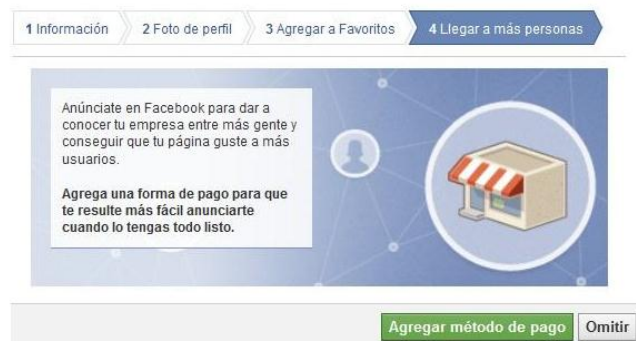 1 Información 2 Foto de perfil 3 Agregar a Favoritos 4 Llegar a más personas
Anúnciate en Facebook para dar a
conocer tu empresa entre más gente y
conseguir que tu página guste a más
usuarios.
Agrega una forma de pago para que
te resulte más fácil anunciarte
cuando lo tengas todo listo.
Agregar método de pago Omitir